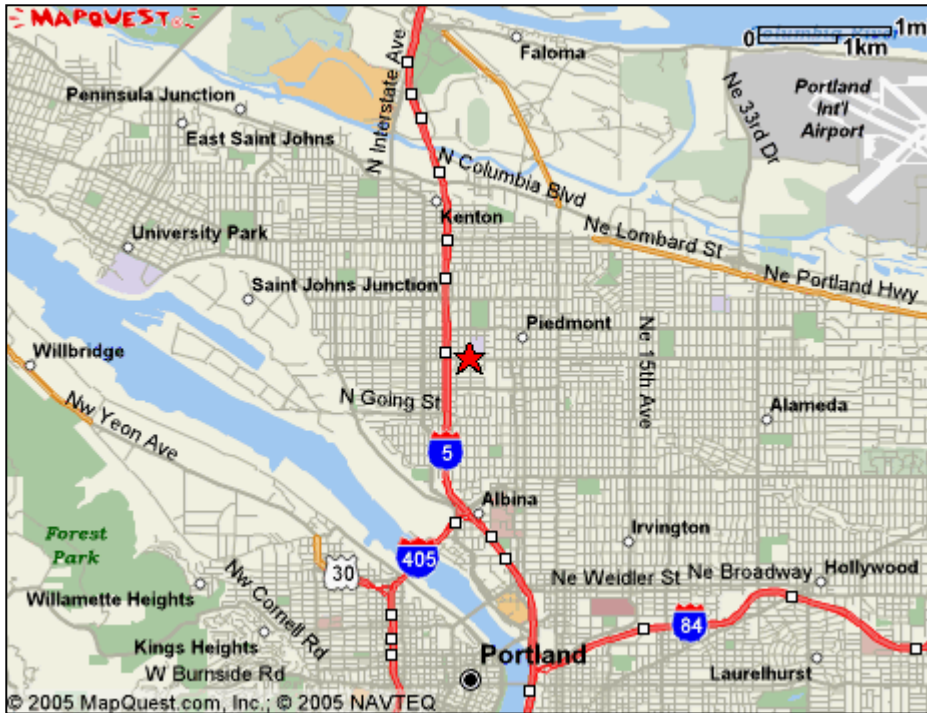 MAPQUEST
0 1m
1km
Columbia River
Faloma
N Interstate Ave
Ne 33rd Dr
Portland
Int'l
Airport
Peninsula Junction
East Saint Johns
N Columbia Blvd
Kenton
University Park
Ne Lombard St
Ne Portland Hwy
Saint Johns Junction
Piedmont
Ne 15th Ave
Willbridge
N Going St
Alameda
Nw Yeon Ave
5
Albina
Forest
Park
405
Irvington
30
Ne Weidler St
Ne Broadway
Hollywood
Willamette Heights
Nw Cornell Rd
84
Kings Heights
Portland
W Burnside Rd
Laurelhurst
© 2005 MapQuest.com, Inc.; © 2005 NAVTEQ